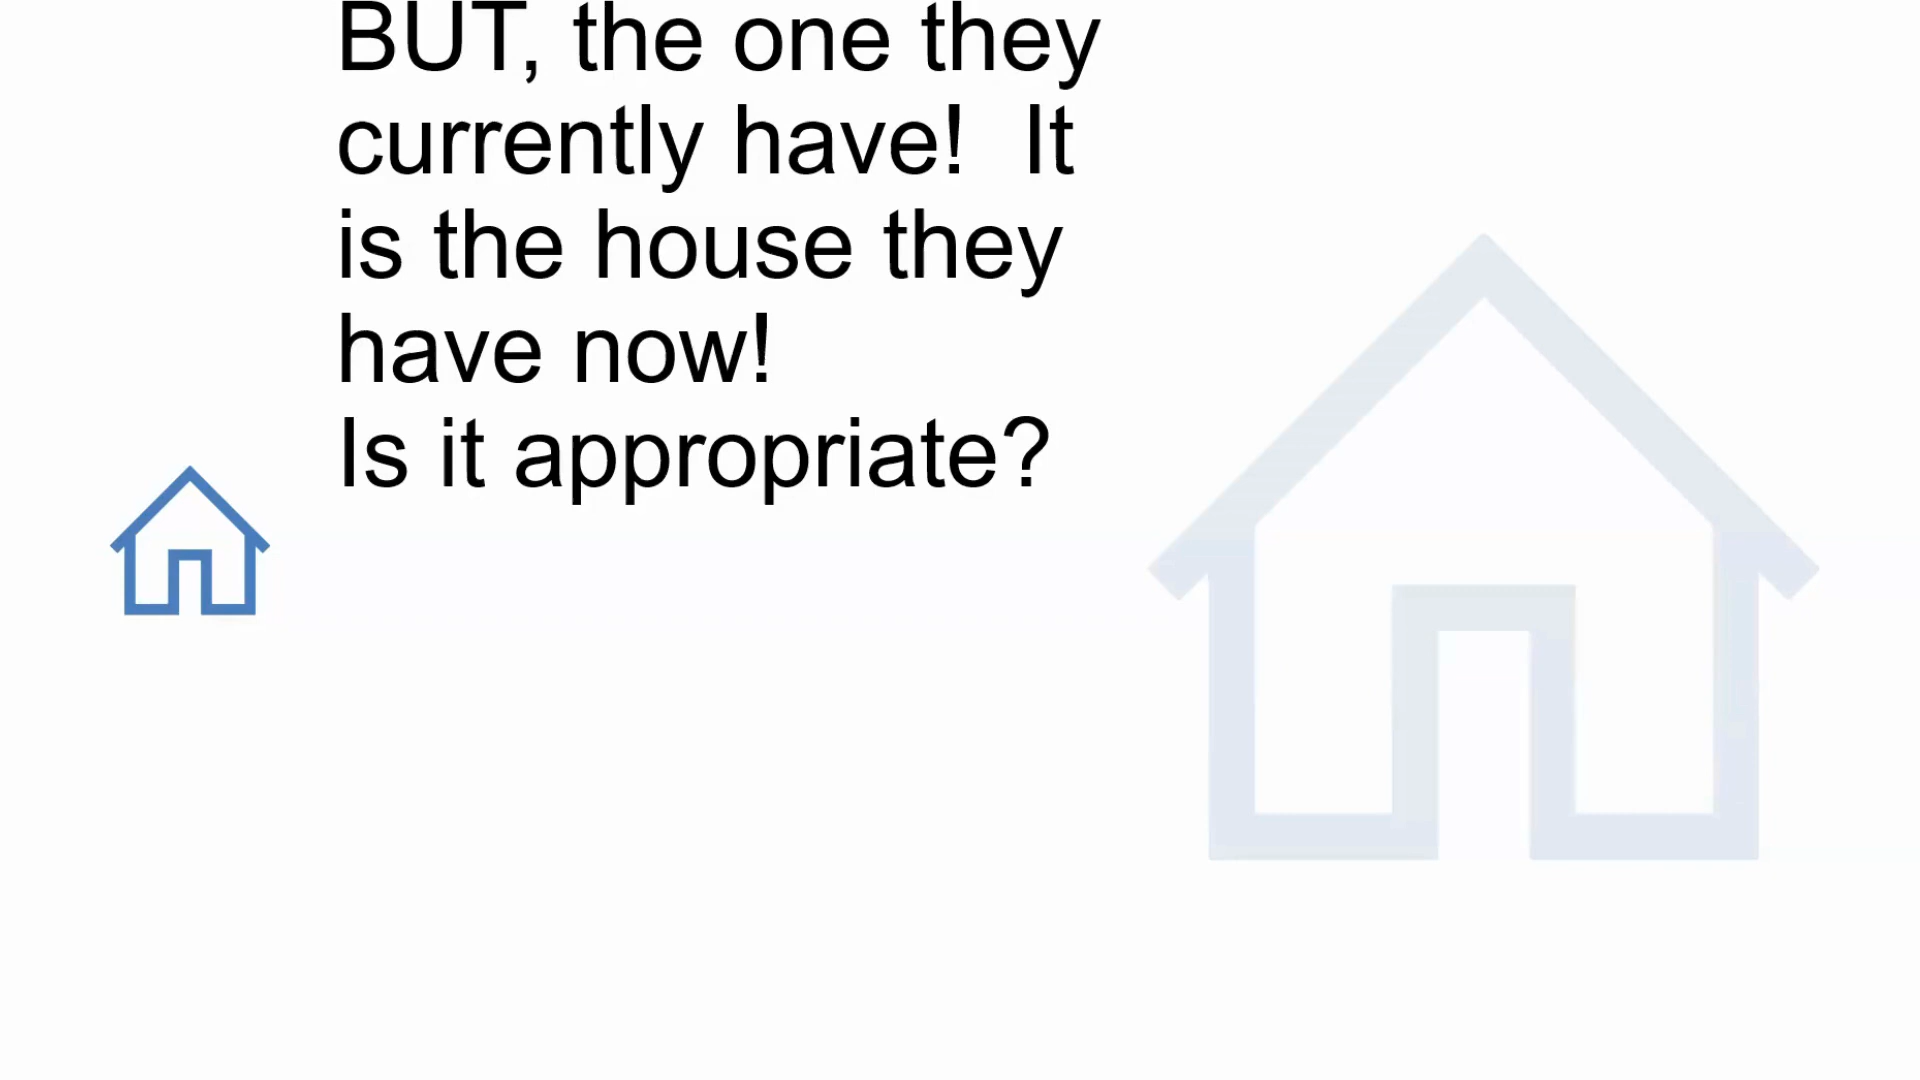 BUT, the one they
currently have!  It
is the house they
have now!
Is it appropriate?